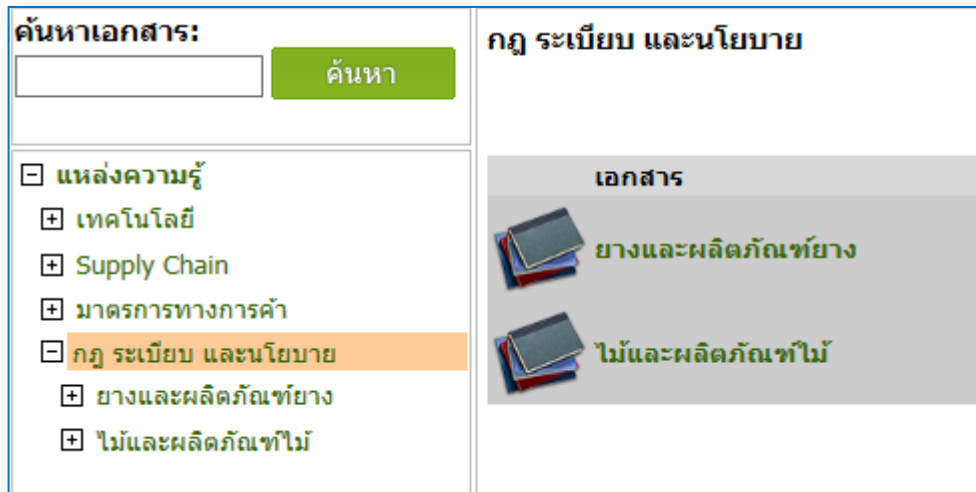 ค้นหาเอกสาร:
ค้นหา
แหล่งความรู้
เทคโนโลยี
Supply Chain
มาตรการทางการค้า
กฎ ระเบียบ และนโยบาย
ยางและผลิตภัณฑ์ยาง
ไม้และผลิตภัณฑ์ไม้
กฎ ระเบียบ และนโยบาย
เอกสาร
ยางและผลิตภัณฑ์ยาง
ไม้และผลิตภัณฑ์ไม้